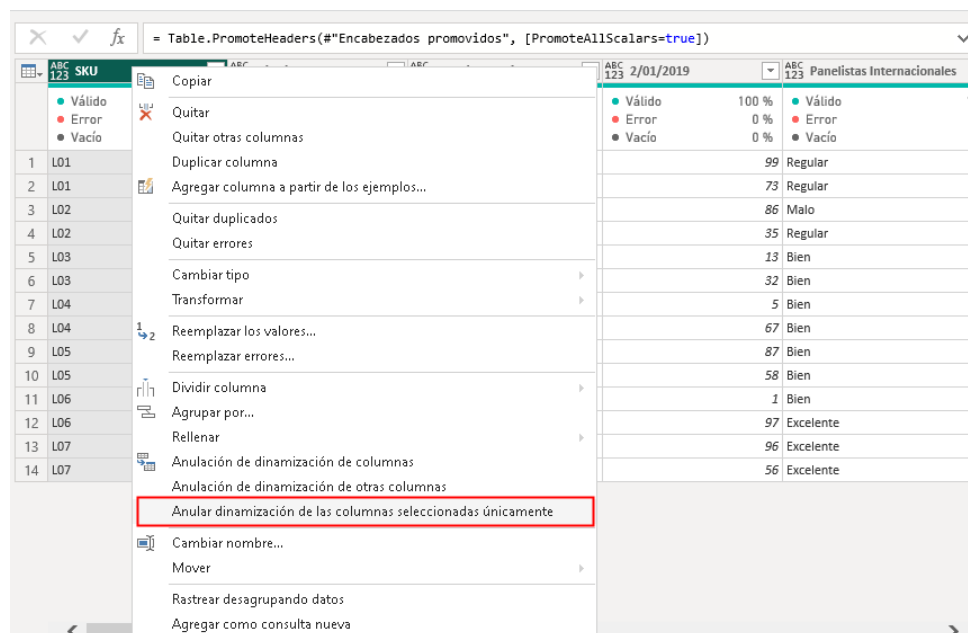 fx = Table.PromoteHeaders(#"Encabezados promovidos", [PromoteAllScalars=true])
ABC 123 SKU ABC ABC ABC 123 2/01/2019 ABC 123 Panelistas Internacionales
Válido Válido 100 % Válido
Error Error 0 % Error
Vacío Vacío 0 % Vacío
1 L01 99 Regular
2 L01 73 Regular
3 L02 86 Malo
4 L02 35 Regular
5 L03 13 Bien
6 L03 32 Bien
7 L04 5 Bien
8 L04 67 Bien
9 L05 87 Bien
10 L05 58 Bien
11 L06 1 Bien
12 L06 97 Excelente
13 L07 96 Excelente
14 L07 56 Excelente
Copiar
Quitar
Quitar otras columnas
Duplicar columna
Agregar columna a partir de los ejemplos...
Quitar duplicados
Quitar errores
Cambiar tipo
Transformar
1 2 Reemplazar los valores...
Reemplazar errores...
Dividir columna
Agrupar por...
Rellenar
Anulación de dinamización de columnas
Anulación de dinamización de otras columnas
Anular dinamización de las columnas seleccionadas únicamente
Cambiar nombre...
Mover
Rastrear desagrupando datos
Agregar como consulta nueva